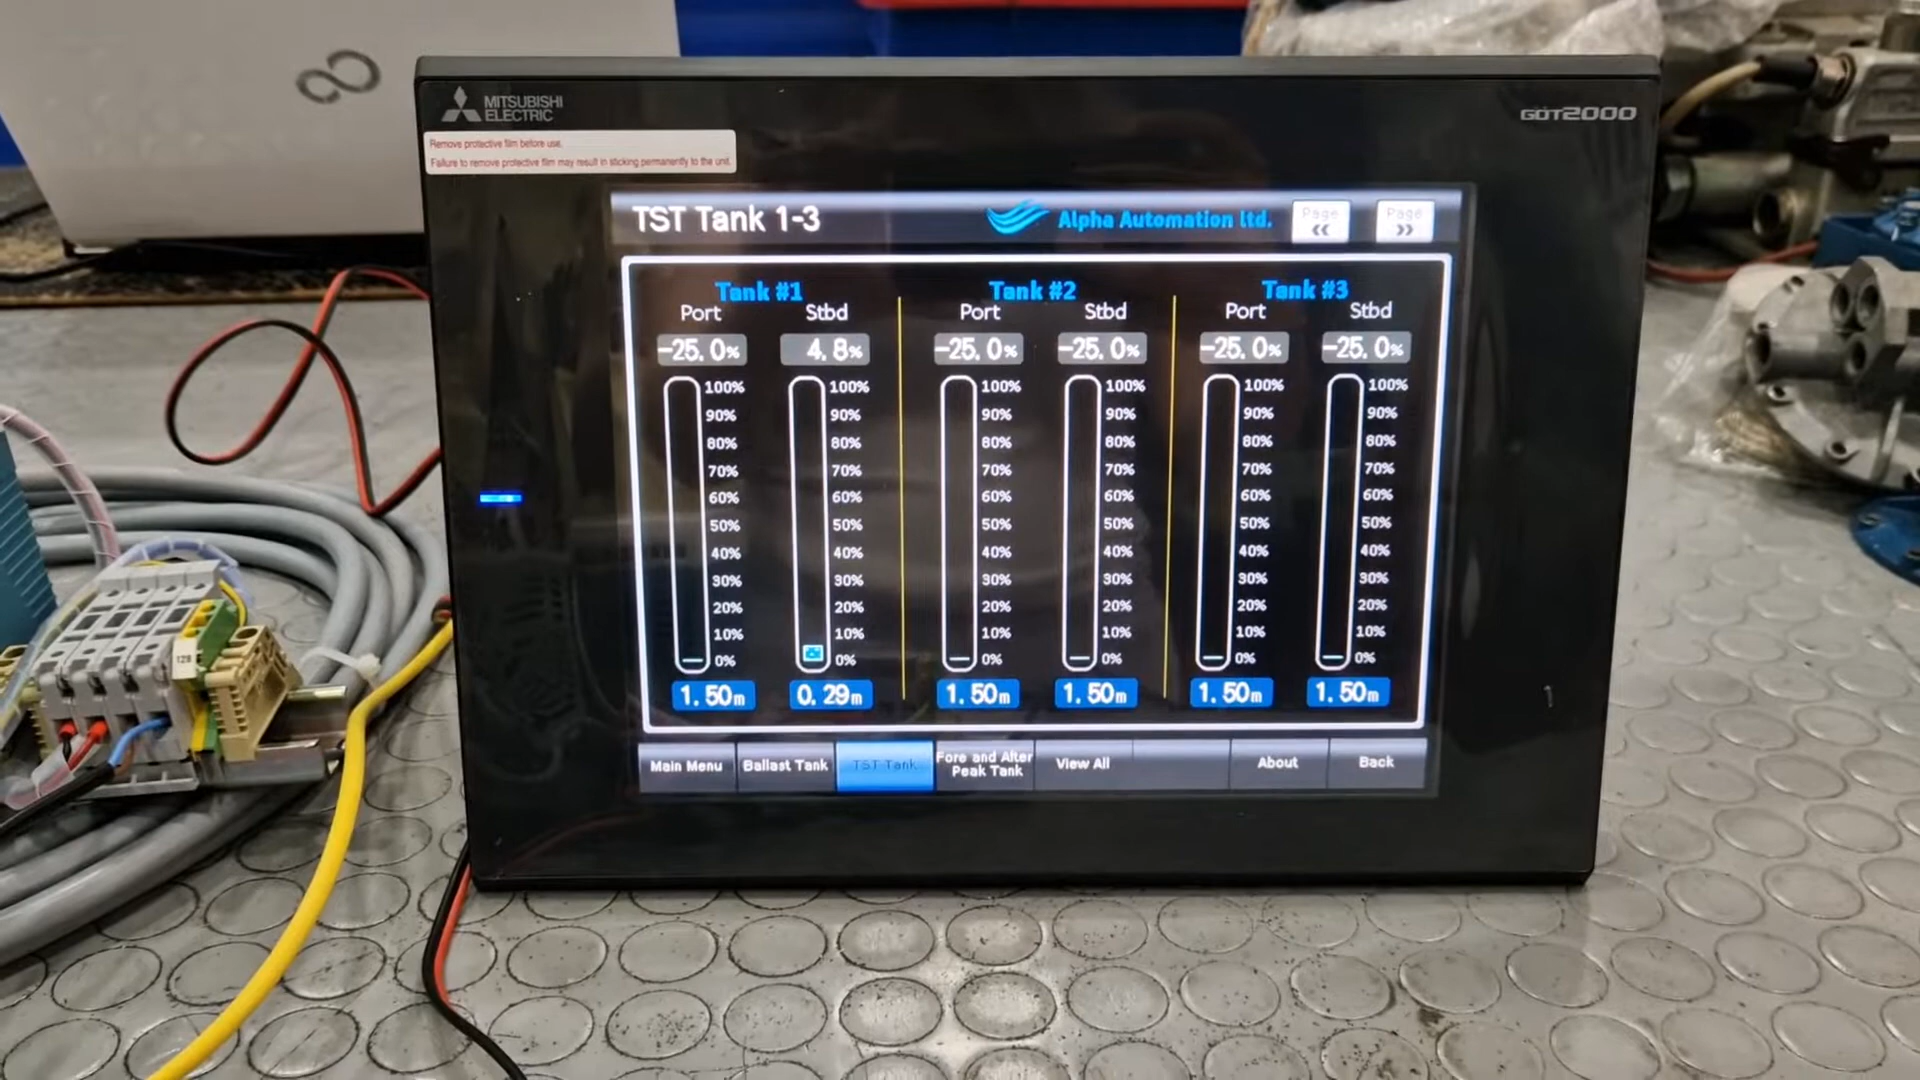 MITSUBISHI
ELECTRIC
GOT2000
Remove protective film before use.
Failure to remove protective film may result in sticking permanently to the unit.
TST Tank 1-3
Alpha Automation ltd.
Page
«
Page
»
Tank #1
Tank #2
Tank #3
Port
Stbd
Port
Stbd
Port
Stbd
-25.0%
4.8%
-25.0%
-25.0%
-25.0%
-25.0%
100% 100% 100% 100% 100% 100%
90% 90% 90% 90% 90% 90%
80% 80% 80% 80% 80% 80%
70% 70% 70% 70% 70% 70%
60% 60% 60% 60% 60% 60%
50% 50% 50% 50% 50% 50%
40% 40% 40% 40% 40% 40%
30% 30% 30% 30% 30% 30%
20% 20% 20% 20% 20% 20%
10% 10% 10% 10% 10% 10%
0% 0% 0% 0% 0% 0%
1.50m
0.29m
1.50m
1.50m
1.50m
1.50m
Main Menu
Ballast Tank
TST Tank
Fore and After
Peak Tank
View All
About
Back